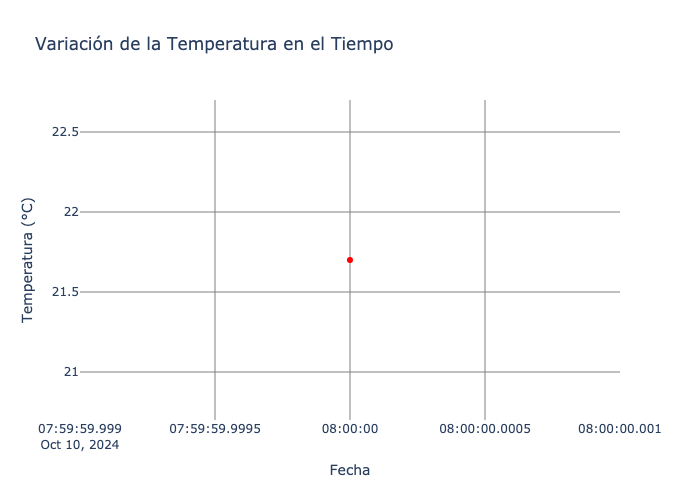 Variación de la Temperatura en el Tiempo
22.5
22
21.5
21
Temperatura (°C)
07:59:59.999
Oct 10, 2024
07:59:59.9995
08:00:00
08:00:00.0005
08:00:00.001
Fecha